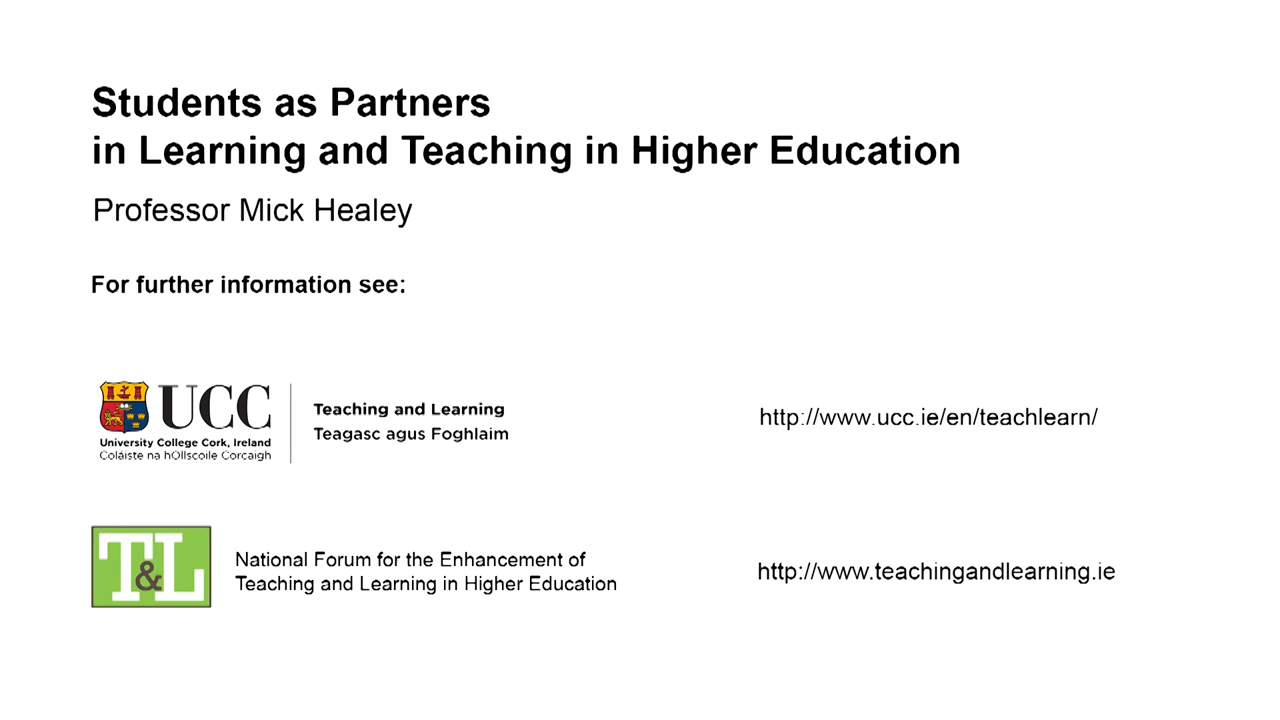 Students as Partners
in Learning and Teaching in Higher Education
Professor Mick Healey
For further information see:
UCC
University College Cork, Ireland
Coláiste na hOllscoile Corcaigh
Teaching and Learning
Teagasc agus Foghlaim
http://www.ucc.ie/en/teachlearn/
T&L
National Forum for the Enhancement of
Teaching and Learning in Higher Education
http://www.teachingandlearning.ie